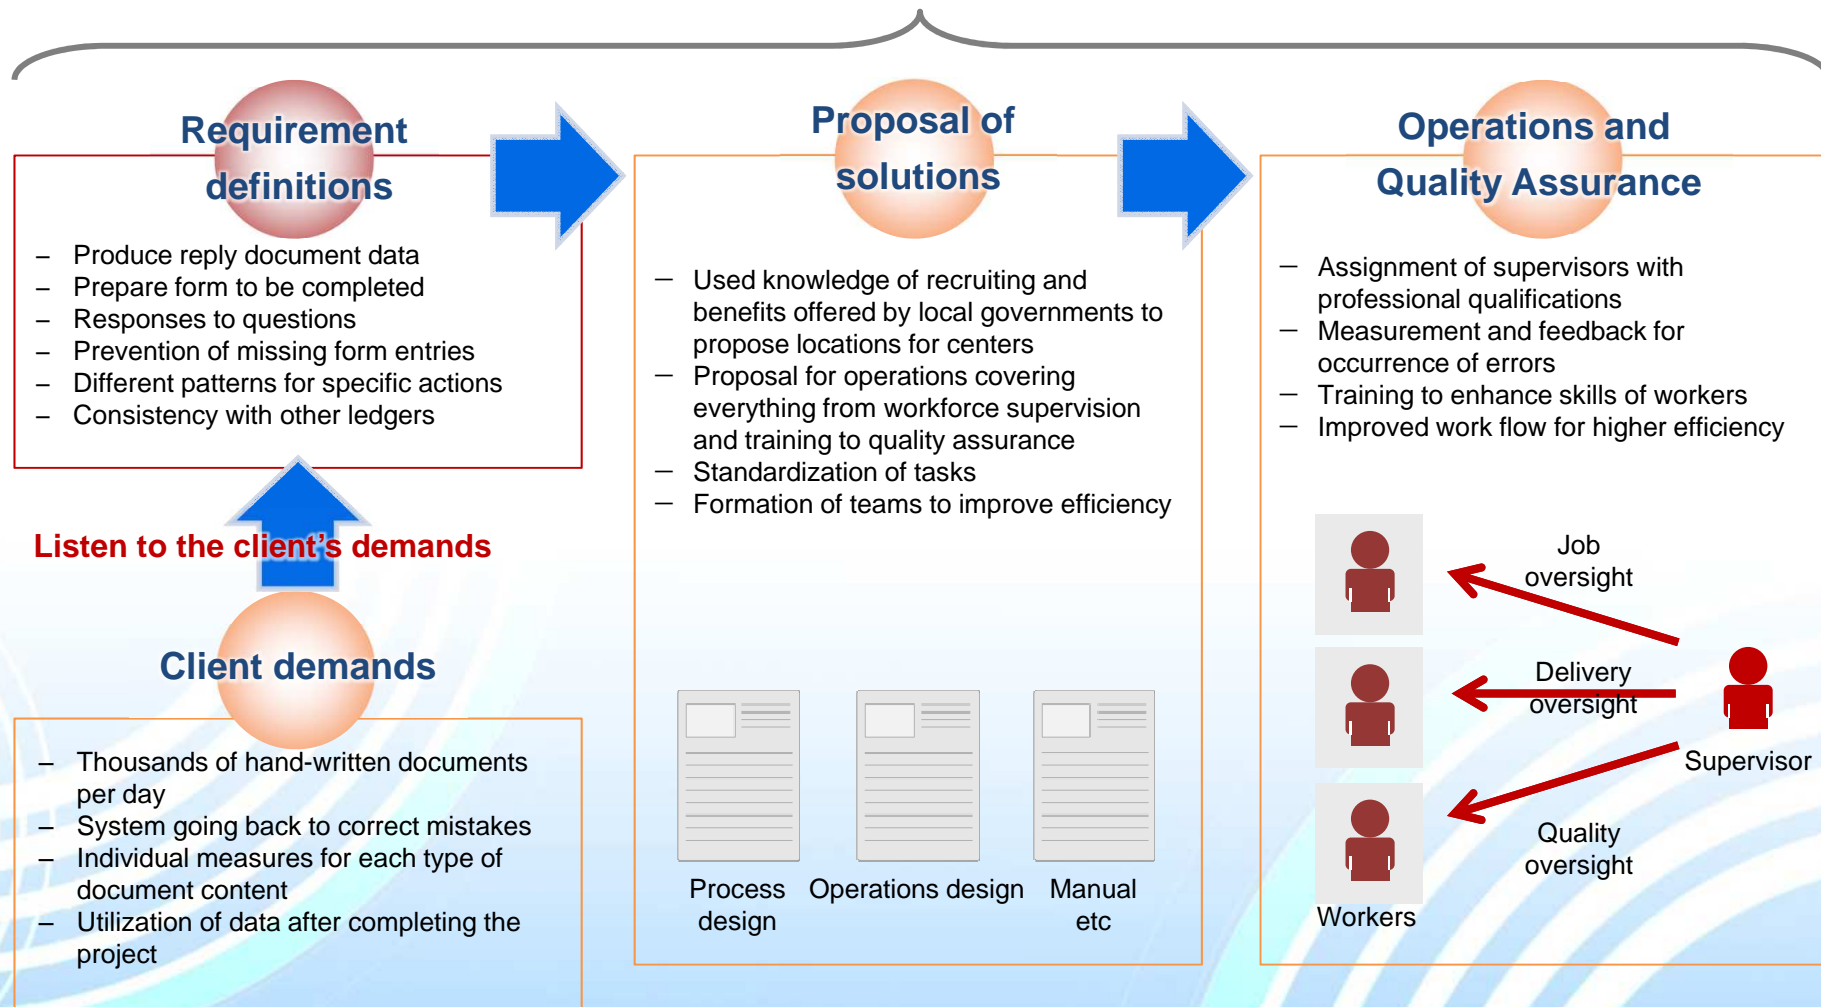 Requirement
definitions
– Produce reply document data
– Prepare form to be completed
– Responses to questions
– Prevention of missing form entries
– Different patterns for specific actions
– Consistency with other ledgers
Listen to the client's demands
Client demands
– Thousands of hand-written documents
per day
– System going back to correct mistakes
– Individual measures for each type of
document content
– Utilization of data after completing the
project
Proposal of
solutions
— Used knowledge of recruiting and
benefits offered by local governments to
propose locations for centers
— Proposal for operations covering
everything from workforce supervision
and training to quality assurance
— Standardization of tasks
— Formation of teams to improve efficiency
Process
design
Operations design
Manual
etc
Operations and
Quality Assurance
— Assignment of supervisors with
professional qualifications
— Measurement and feedback for
occurrence of errors
— Training to enhance skills of workers
— Improved work flow for higher efficiency
Job
oversight
Delivery
oversight
Supervisor
Quality
oversight
Workers